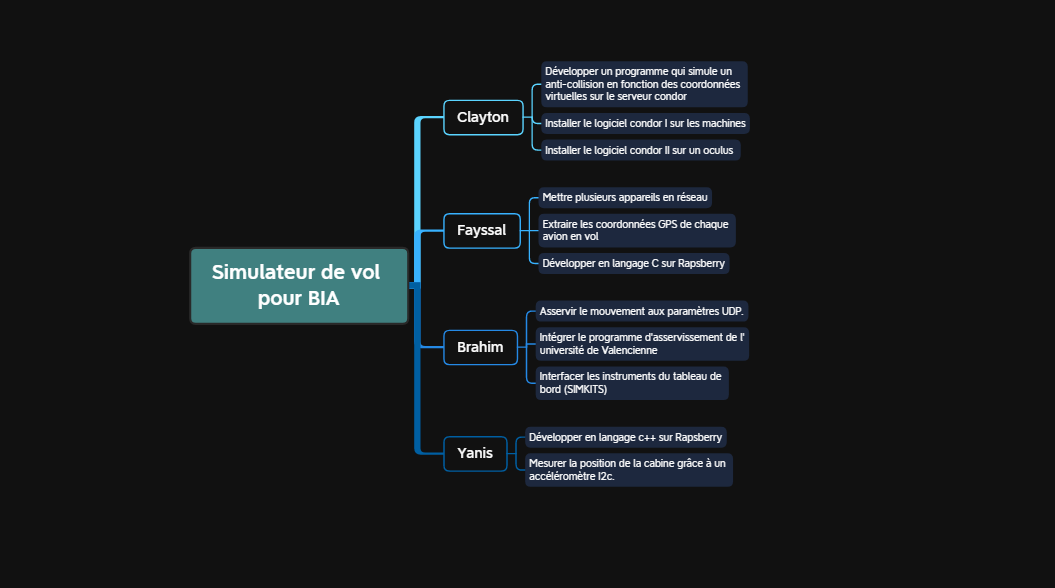 Simulateur de vol
pour BIA
Clayton
Développer un programme qui simule un
anti-collision en fonction des coordonnées
virtuelles sur le serveur condor
Installer le logiciel condor I sur les machines
Installer le logiciel condor II sur un oculus
Fayssal
Mettre plusieurs appareils en réseau
Extraire les coordonnées GPS de chaque
avion en vol
Développer en langage C sur Rapsberry
Brahim
Asservir le mouvement aux paramètres UDP.
Intégrer le programme d'asservissement de l'
université de Valencienne
Interfacer les instruments du tableau de
bord (SIMKITS)
Yanis
Développer en langage c++ sur Rapsberry
Mesurer la position de la cabine grâce à un
accéléromètre I2c.